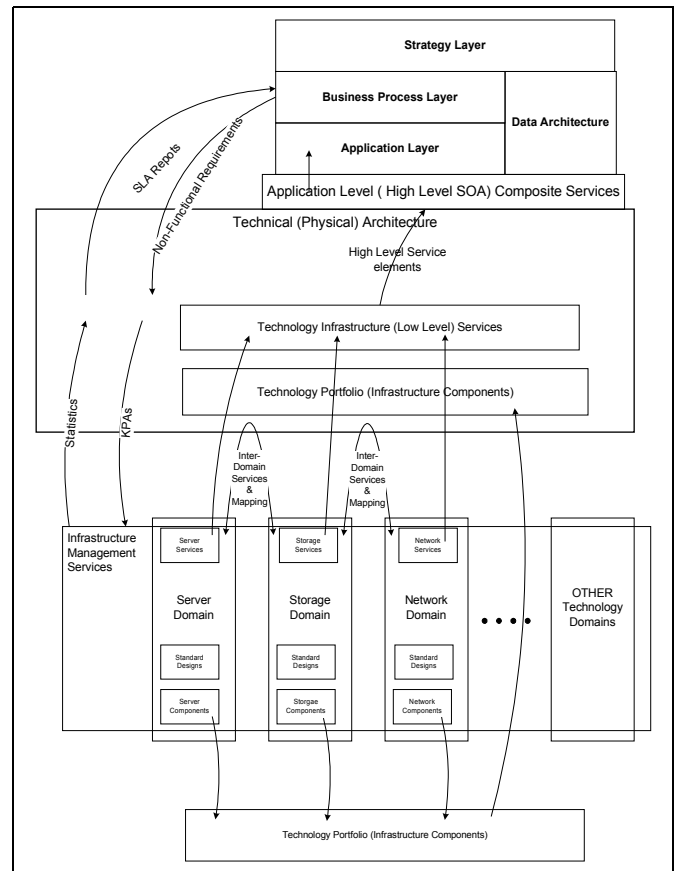 Strategy Layer
Business Process Layer
Data Architecture
Application Layer
Application Level ( High Level SOA) Composite Services
SLA Repots
Non-Functional Requirements
Technical (Physical) Architecture
High Level Service
elements
Technology Infrastructure (Low Level) Services
Technology Portfolio (Infrastructure Components)
Statistics
KPAs
Inter-
Domain
Services
&
Mapping
Inter-
Domain
Services
&
Mapping
Infrastructure
Management
Services
Server
Services
Storage
Services
Network
Services
Server
Domain
Storage
Domain
Network
Domain
OTHER
Technology
Domains
Standard
Designs
Standard
Designs
Standard
Designs
Server
Components
Storgae
Components
Network
Components
Technology Portfolio (Infrastructure Components)